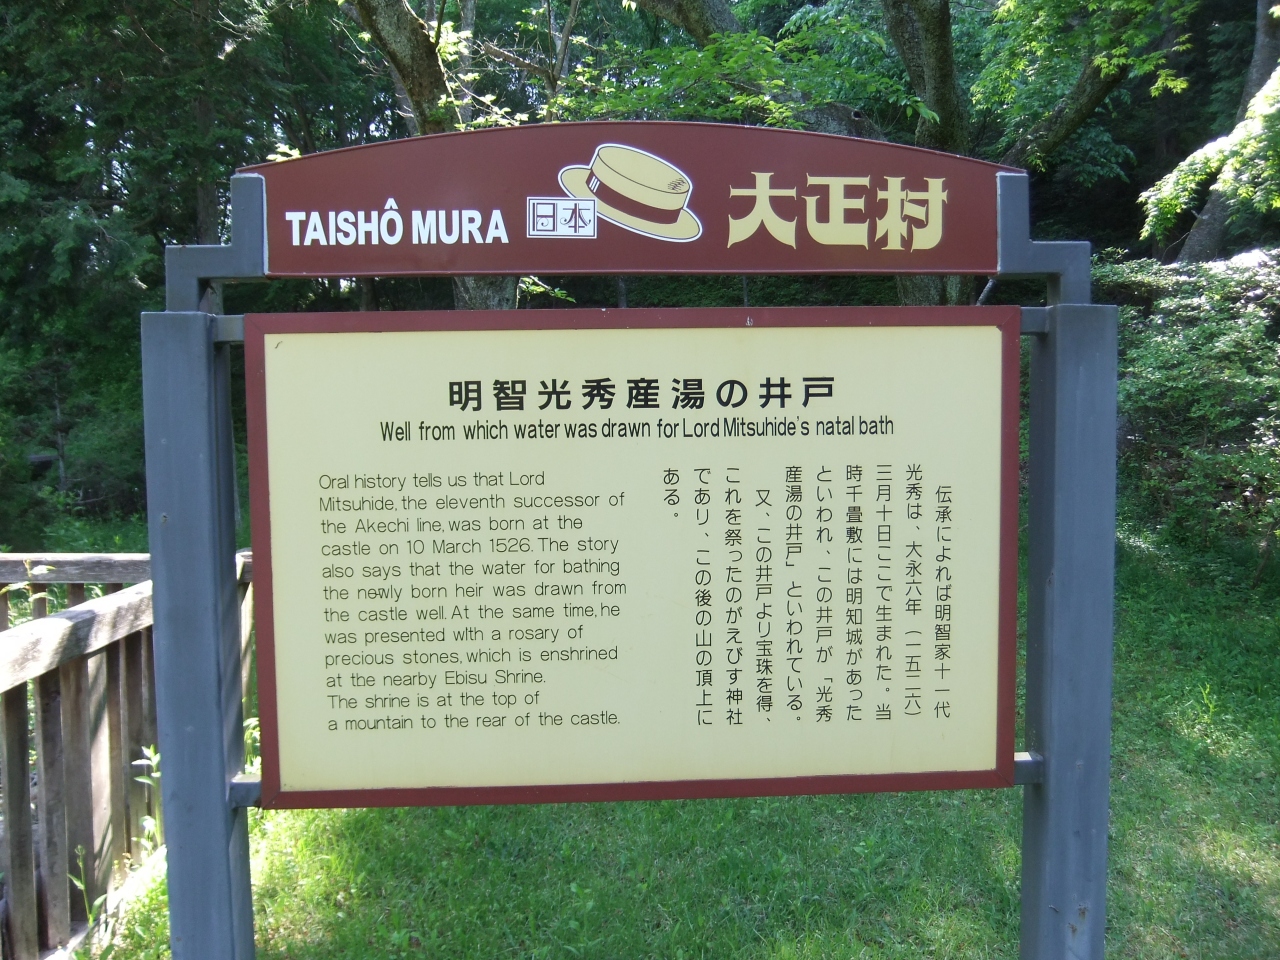 TAISHÔ MURA
日本
大正村
明智光秀産湯の井戸
Well from which water was drawn for Lord Mitsuhide's natal bath
Oral history tells us that Lord
Mitsuhide, the eleventh successor of
the Akechi line, was born at the
castle on 10 March 1526. The story
also says that the water for bathing
the newly born heir was drawn from
the castle well. At the same time, he
was presented with a rosary of
precious stones, which is enshrined
at the nearby Ebisu Shrine.
The shrine is at the top of
a mountain to the rear of the castle.
伝承によれば明智家十一代
光秀は、大永六年（一五二六）
三月十日ここで生まれた。当
時千畳敷には明知城があった
といわれ、この井戸が「光秀
産湯の井戸」といわれている。
又、この井戸より宝珠を得、
これを祭ったのがえびす神社
であり、この後の山の頂上に
ある。